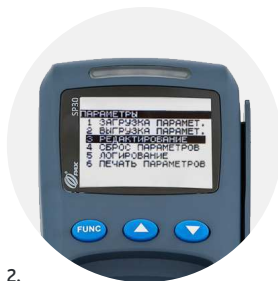 SP30
ПАРАМЕТРЫ
1 ЗАГРУЗКА ПАРАМЕТ.
2 ВЫГРУЗКА ПАРАМЕТ.
3 РЕДАКТИРОВАНИЕ
4 СБРОС ПАРАМЕТРОВ
5 ЛОГИРОВАНИЕ
6 ПЕЧАТЬ ПАРАМЕТРОВ
PAX
FUNC
2.